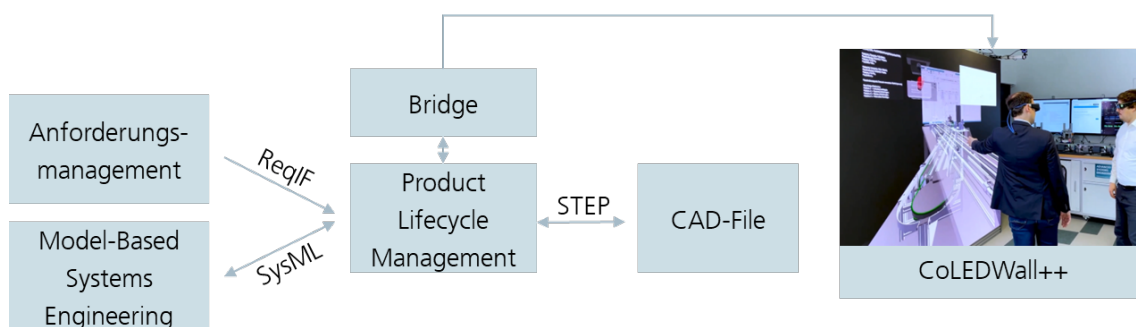 Anforderungs-
management
Model-Based
Systems
Engineering
ReqIF
SysML
Bridge
Product
Lifecycle
Management
STEP
CAD-File
CoLEDWall++